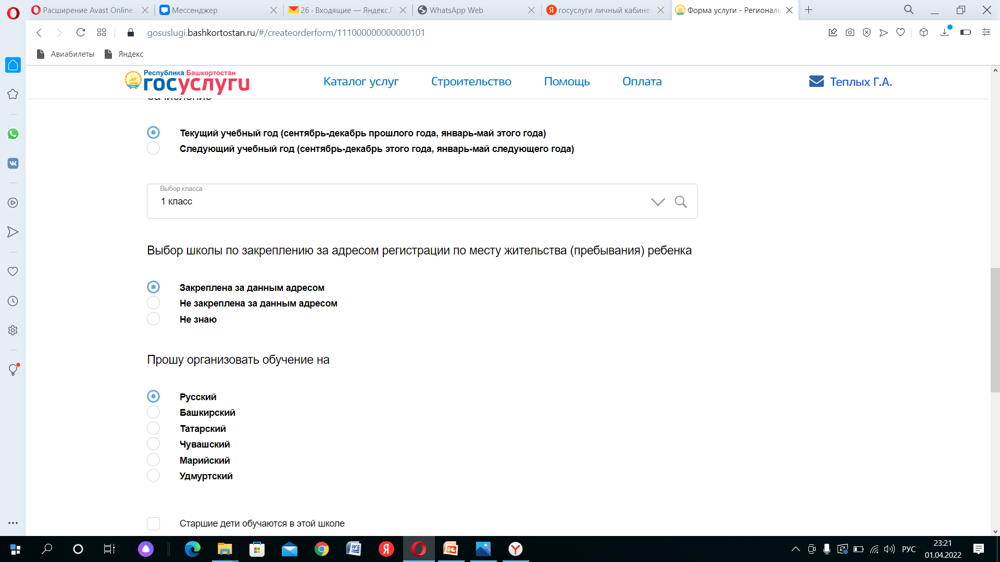 Расширение Avast Online
Мессенджер
26 · Входящие — Яндекс.П
WhatsApp Web
госуслуги личный кабинет
Форма услуги - Региональ
gosuslugi.bashkortostan.ru/#/createorderform/111000000000000101
Авиабилеты
Яндекс
Республика Башкортостан
госуслуги
Каталог услуг
Строительство
Помощь
Оплата
Теплых Г.А.
Зачисление
Текущий учебный год (сентябрь-декабрь прошлого года, январь-май этого года)
Следующий учебный год (сентябрь-декабрь этого года, январь-май следующего года)
Выбор класса
1 класс
Выбор школы по закреплению за адресом регистрации по месту жительства (пребывания) ребенка
Закреплена за данным адресом
Не закреплена за данным адресом
Не знаю
Прошу организовать обучение на
Русский
Башкирский
Татарский
Чувашский
Марийский
Удмуртский
Старшие дети обучаются в этой школе
РУС
23:21
01.04.2022